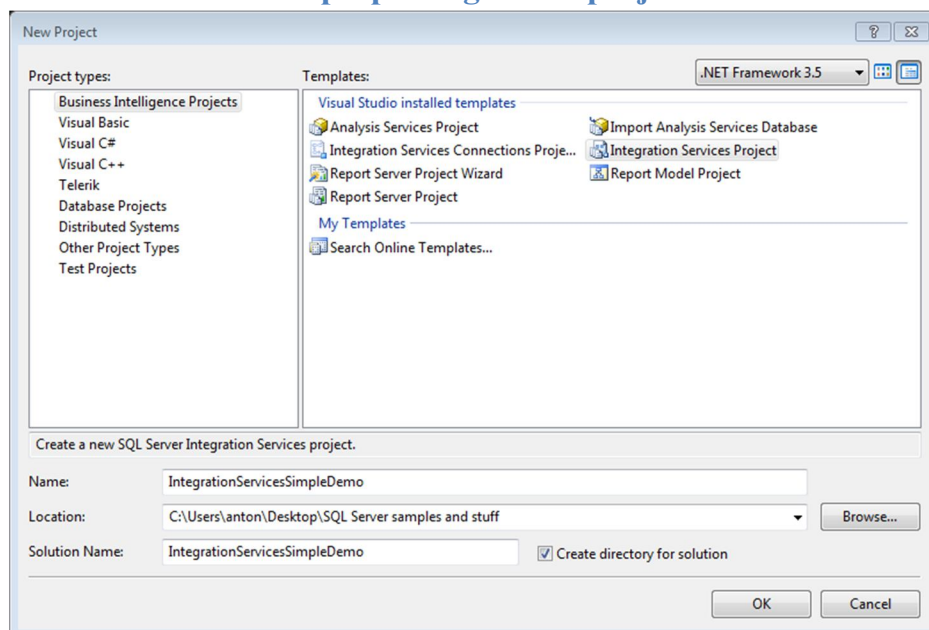 New Project
Project types:
Templates:
.NET Framework 3.5
Business Intelligence Projects
Visual Basic
Visual C#
Visual C++
Telerik
Database Projects
Distributed Systems
Other Project Types
Test Projects
Visual Studio installed templates
Analysis Services Project
Import Analysis Services Database
Integration Services Connections Proje...
Integration Services Project
Report Server Project Wizard
Report Model Project
Report Server Project
My Templates
Search Online Templates...
Create a new SQL Server Integration Services project.
Name:
IntegrationServicesSimpleDemo
Location:
C:\Users\anton\Desktop\SQL Server samples and stuff
Browse...
Solution Name:
IntegrationServicesSimpleDemo
Create directory for solution
OK
Cancel